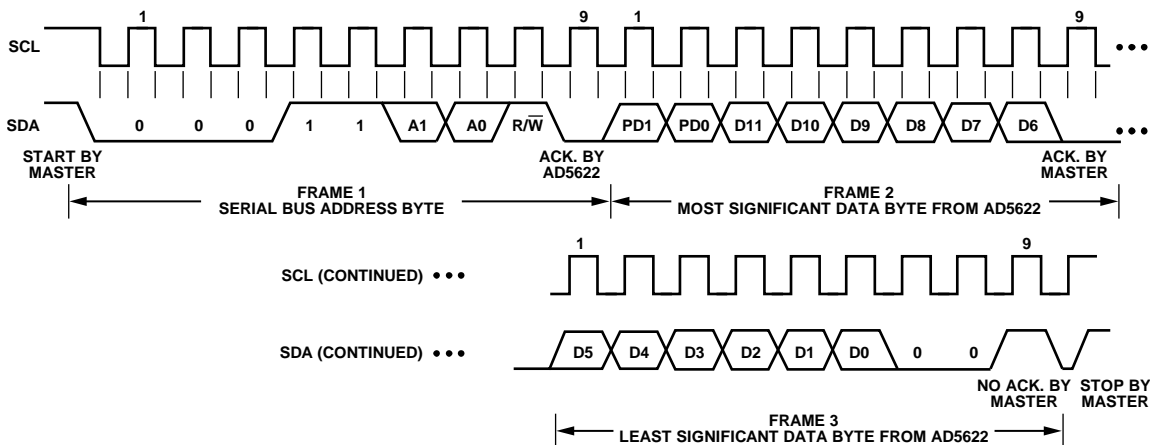 1 9 1 9
SCL
SDA 0 0 0 1 1 A1 A0 R/W̅ PD1 PD0 D11 D10 D9 D8 D7 D6
START BY
MASTER
ACK. BY
AD5622
ACK. BY
MASTER
FRAME 1
SERIAL BUS ADDRESS BYTE
FRAME 2
MOST SIGNIFICANT DATA BYTE FROM AD5622
1 9
SCL (CONTINUED)
SDA (CONTINUED) D5 D4 D3 D2 D1 D0 0 0
NO ACK. BY
MASTER
STOP BY
MASTER
FRAME 3
LEAST SIGNIFICANT DATA BYTE FROM AD5622